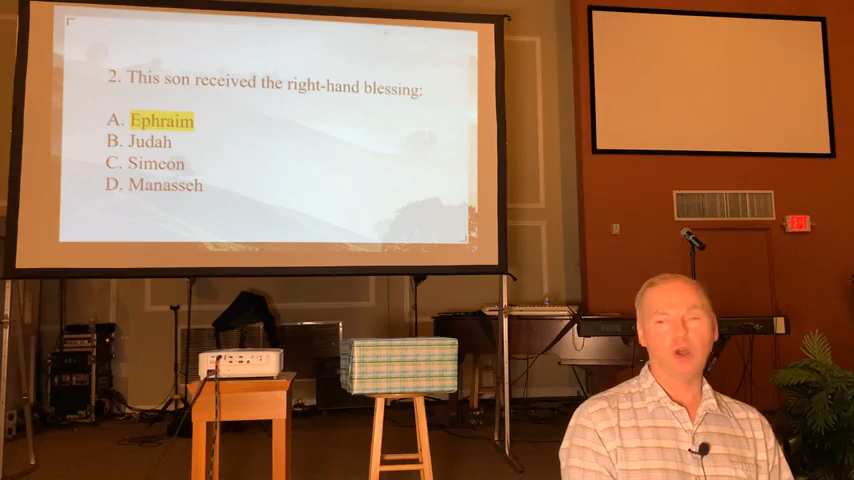 2. This son received the right-hand blessing:
A. Ephraim
B. Judah
C. Simeon
D. Manasseh